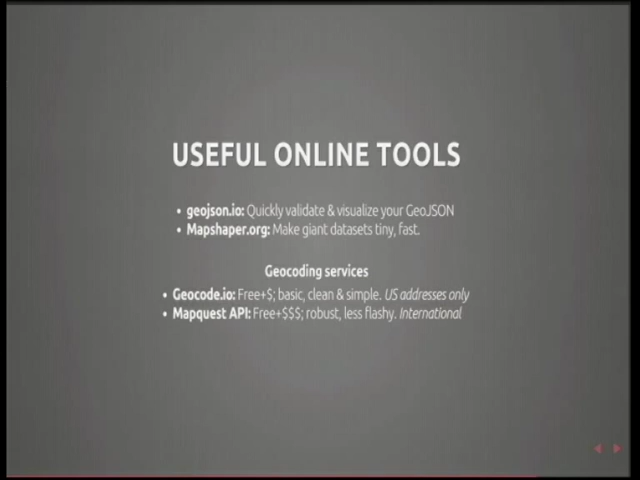 USEFUL ONLINE TOOLS
• geojson.io: Quickly validate & visualize your GeoJSON
• Mapshaper.org: Make giant datasets tiny, fast.
Geocoding services
• Geocode.io: Free+$; basic, clean & simple. US addresses only
• Mapquest API: Free+$$$; robust, less flashy. International